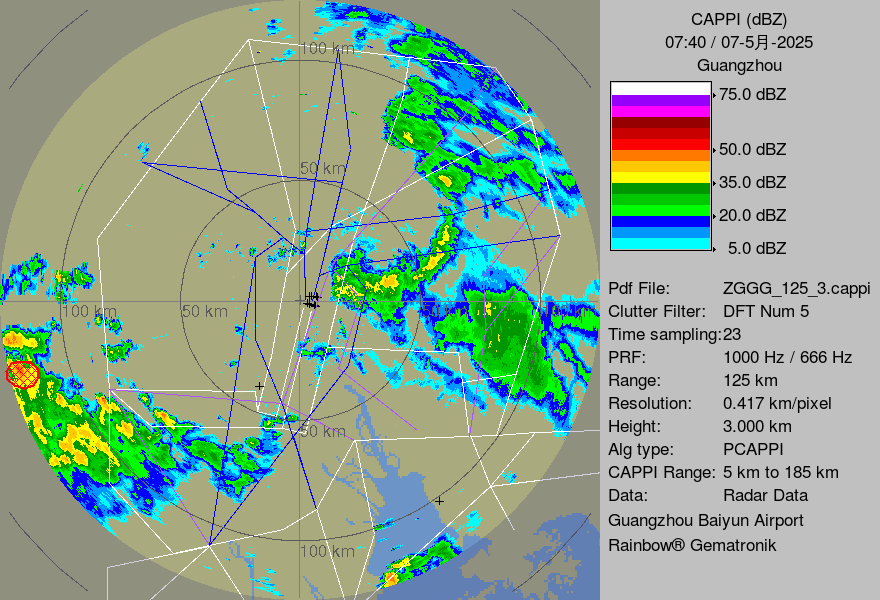 CAPPI (dBZ)
07:40 / 07-5月-2025
Guangzhou
75.0 dBZ
50.0 dBZ
35.0 dBZ
20.0 dBZ
5.0 dBZ
Pdf File: ZGGG_125_3.cappi
Clutter Filter: DFT Num 5
Time sampling:23
PRF: 1000 Hz / 666 Hz
Range: 125 km
Resolution: 0.417 km/pixel
Height: 3.000 km
Alg type: PCAPPI
CAPPI Range: 5 km to 185 km
Data: Radar Data
Guangzhou Baiyun Airport
Rainbow® Gematronik
100 km
50 km
100 km
50 km
50 km
100 km